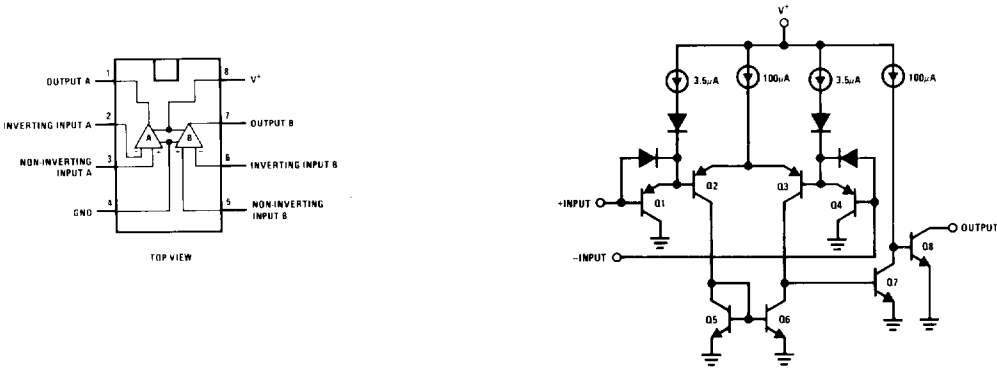 1
OUTPUT A
2
INVERTING INPUT A
3
NON-INVERTING
INPUT A
4
GND
8
V+
7
OUTPUT B
6
INVERTING INPUT B
5
NON-INVERTING
INPUT B
A
B
- +
+ -
TOP VIEW
V+
3.5µA
100µA
3.5µA
100µA
+INPUT
Q1
Q2
Q3
Q4
-INPUT
OUTPUT
Q8
Q7
Q5
Q6